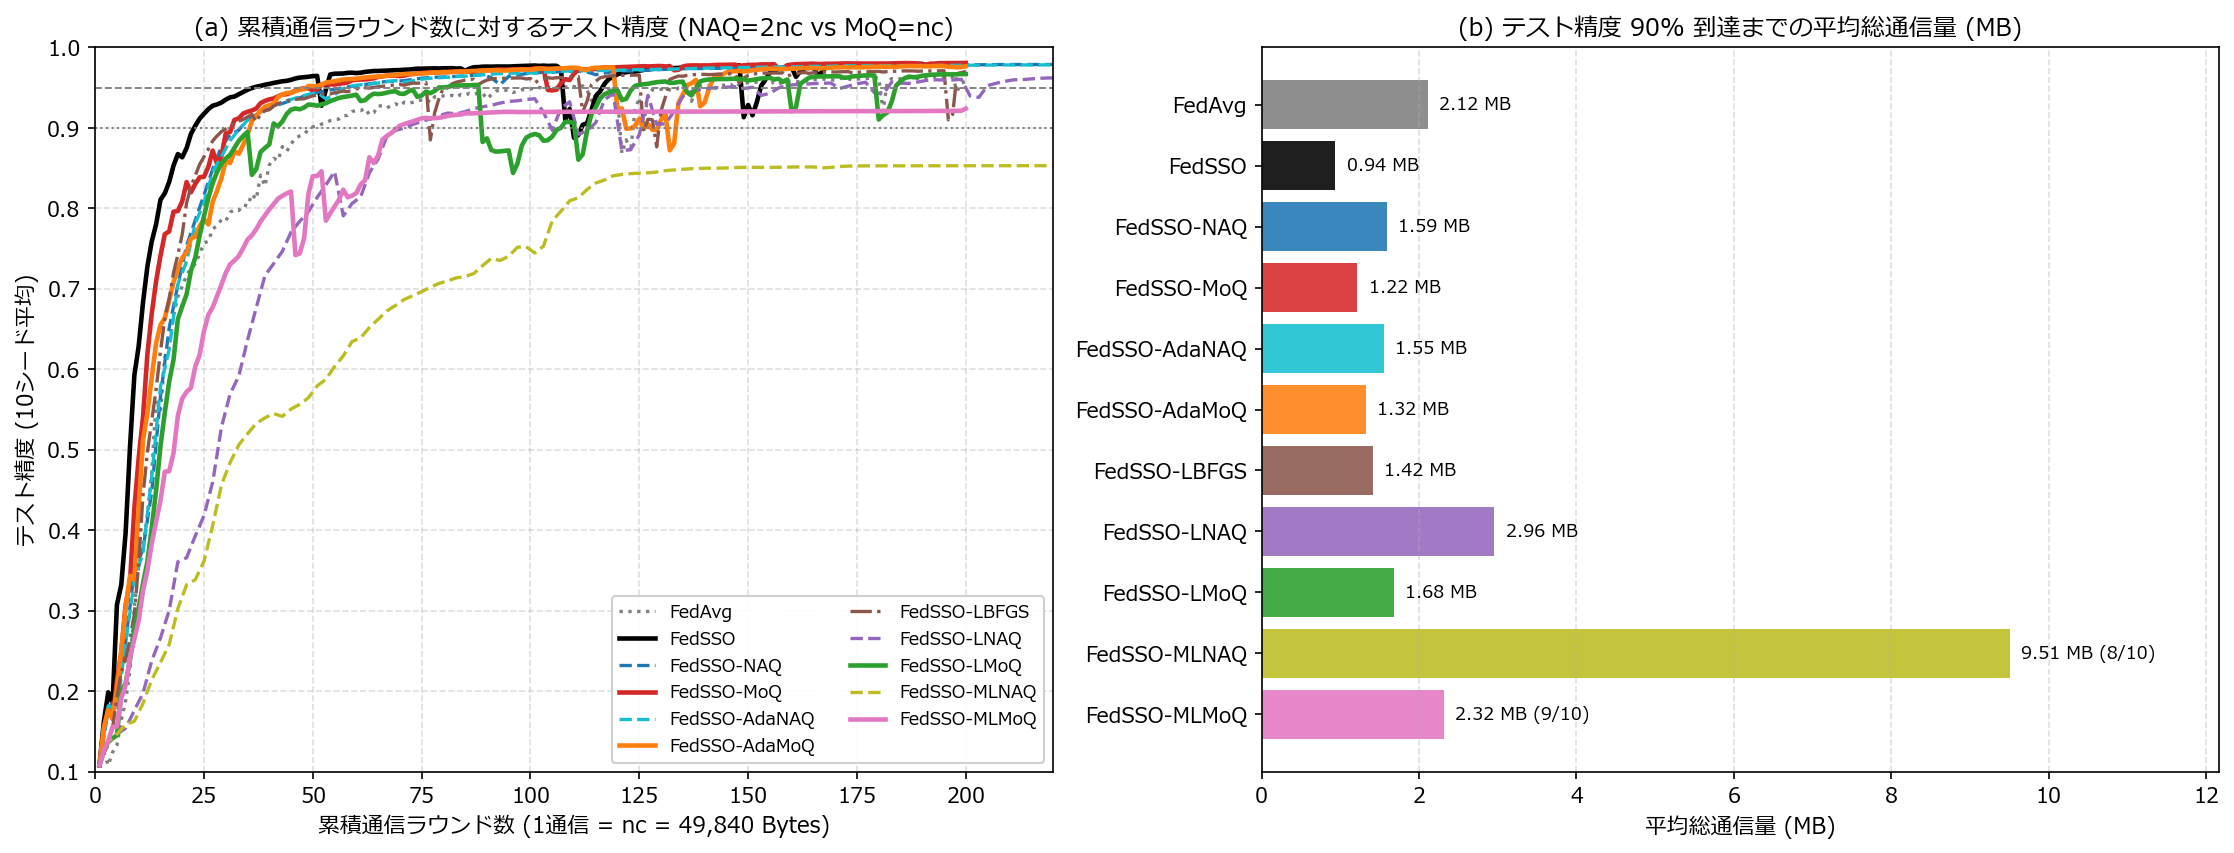 (a) 累積通信ラウンド数に対するテスト精度 (NAQ=2nc vs MoQ=nc)
テスト精度 (10シード平均)
1.0
0.9
0.8
0.7
0.6
0.5
0.4
0.3
0.2
0.1
FedAvg
FedSSO
FedSSO-NAQ
FedSSO-MoQ
FedSSO-AdaNAQ
FedSSO-AdaMoQ
FedSSO-LBFGS
FedSSO-LNAQ
FedSSO-LMoQ
FedSSO-MLNAQ
FedSSO-MLMoQ
0 25 50 75 100 125 150 175 200
累積通信ラウンド数 (1通信 = nc = 49,840 Bytes)
(b) テスト精度 90% 到達までの平均総通信量 (MB)
FedAvg 2.12 MB
FedSSO 0.94 MB
FedSSO-NAQ 1.59 MB
FedSSO-MoQ 1.22 MB
FedSSO-AdaNAQ 1.55 MB
FedSSO-AdaMoQ 1.32 MB
FedSSO-LBFGS 1.42 MB
FedSSO-LNAQ 2.96 MB
FedSSO-LMoQ 1.68 MB
FedSSO-MLNAQ 9.51 MB (8/10)
FedSSO-MLMoQ 2.32 MB (9/10)
0 2 4 6 8 10 12
平均総通信量 (MB)